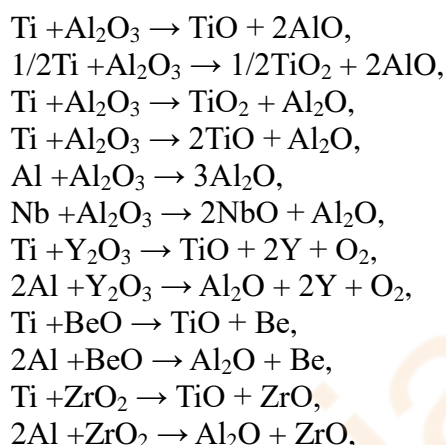 Ti +Al₂O₃ → TiO + 2AlO,
1/2Ti +Al₂O₃ → 1/2TiO₂ + 2AlO,
Ti +Al₂O₃ → TiO₂ + Al₂O,
Ti +Al₂O₃ → 2TiO + Al₂O,
Al +Al₂O₃ → 3Al₂O,
Nb +Al₂O₃ → 2NbO + Al₂O,
Ti +Y₂O₃ → TiO + 2Y + O₂,
2Al +Y₂O₃ → Al₂O + 2Y + O₂,
Ti +BeO → TiO + Be,
2Al +BeO → Al₂O + Be,
Ti +ZrO₂ → TiO + ZrO,
2Al +ZrO₂ → Al₂O + ZrO,